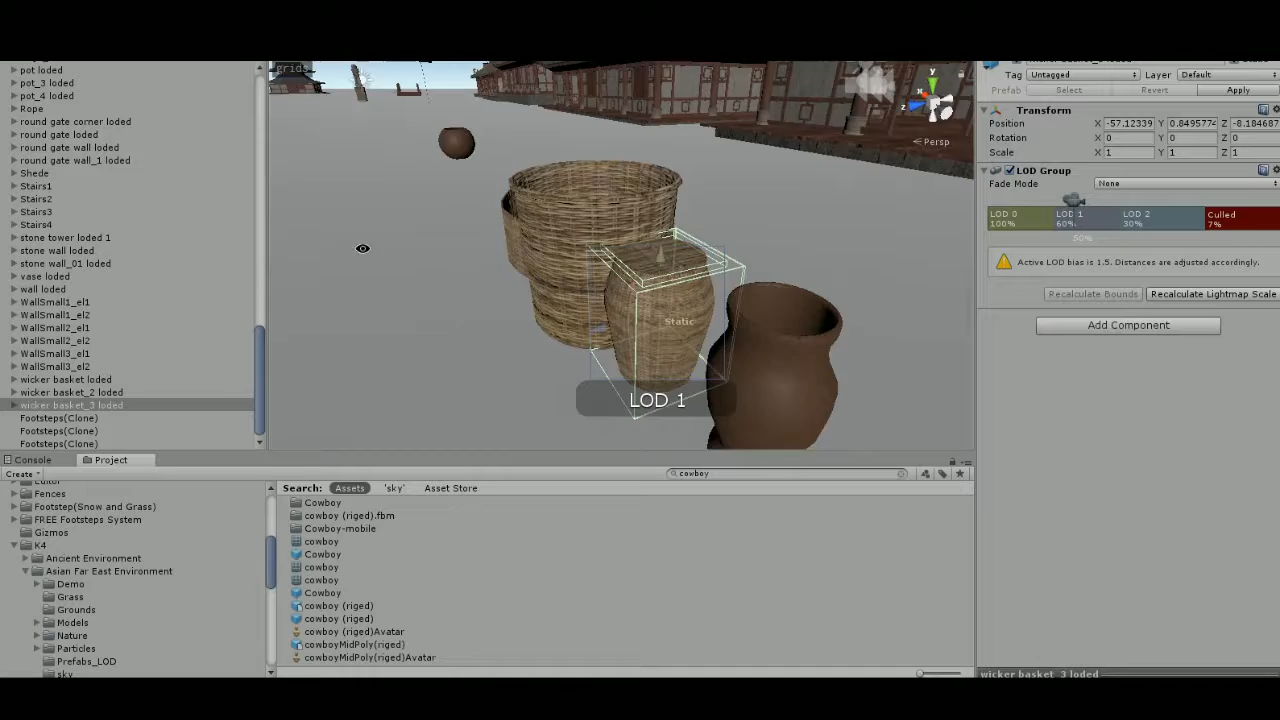 pot loded
pot_3 loded
pot_4 loded
Rope
round gate corner loded
round gate loded
round gate wall loded
round gate wall_1 loded
Shede
Stairs1
Stairs2
Stairs3
Stairs4
stone tower loded 1
stone wall loded
stone wall_01 loded
vase loded
wall loded
WallSmall1_el1
WallSmall1_el2
WallSmall2_el1
WallSmall2_el2
WallSmall3_el1
WallSmall3_el2
wicker basket loded
wicker basket_2 loded
wicker basket_3 loded
Footsteps(Clone)
Footsteps(Clone)
Footsteps(Clone)
grids
y
x
z
Persp
Static
LOD 1
Tag Untagged Layer Default
Prefab Select Revert Apply
Transform
Position X -57.12339 Y 0.8495774 Z -8.184687
Rotation X 0 Y 0 Z 0
Scale X 1 Y 1 Z 1
LOD Group
Fade Mode None
LOD 0 LOD 1 LOD 2 Culled
100% 60% 30% 7%
50%
Active LOD bias is 1.5. Distances are adjusted accordingly.
Recalculate Bounds Recalculate Lightmap Scale
Add Component
Console Project
Create cowboy
Fences
Footstep(Snow and Grass)
FREE Footsteps System
Gizmos
K4
Ancient Environment
Asian Far East Environment
Demo
Grass
Grounds
Models
Nature
Particles
Prefabs_LOD
sky
Search: Assets 'sky' Asset Store
Cowboy
cowboy (riged).fbm
Cowboy-mobile
cowboy
Cowboy
cowboy
cowboy
Cowboy
cowboy (riged)
cowboy (riged)
cowboy (riged)Avatar
cowboyMidPoly(riged)
cowboyMidPoly(riged)Avatar
wicker basket_3 loded